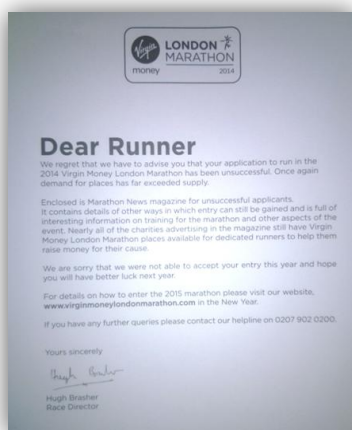 Virgin
money
LONDON
MARATHON
2014
Dear Runner
We regret that we have to advise you that your application to run in the
2014 Virgin Money London Marathon has been unsuccessful. Once again
demand for places has far exceeded supply.
Enclosed is Marathon News magazine for unsuccessful applicants.
It contains details of other ways in which entry can still be gained and is full of
interesting information on training for the marathon and other aspects of the
event. Nearly all of the charities advertising in the magazine still have Virgin
Money London Marathon places available for dedicated runners to help them
raise money for their cause.
We are sorry that we were not able to accept your entry this year and hope
you will have better luck next year.
For details on how to enter the 2015 marathon please visit our website,
www.virginmoneylondonmarathon.com in the New Year.
If you have any further queries please contact our helpline on 0207 902 0200.
Yours sincerely
Hugh Brasher
Hugh Brasher
Race Director